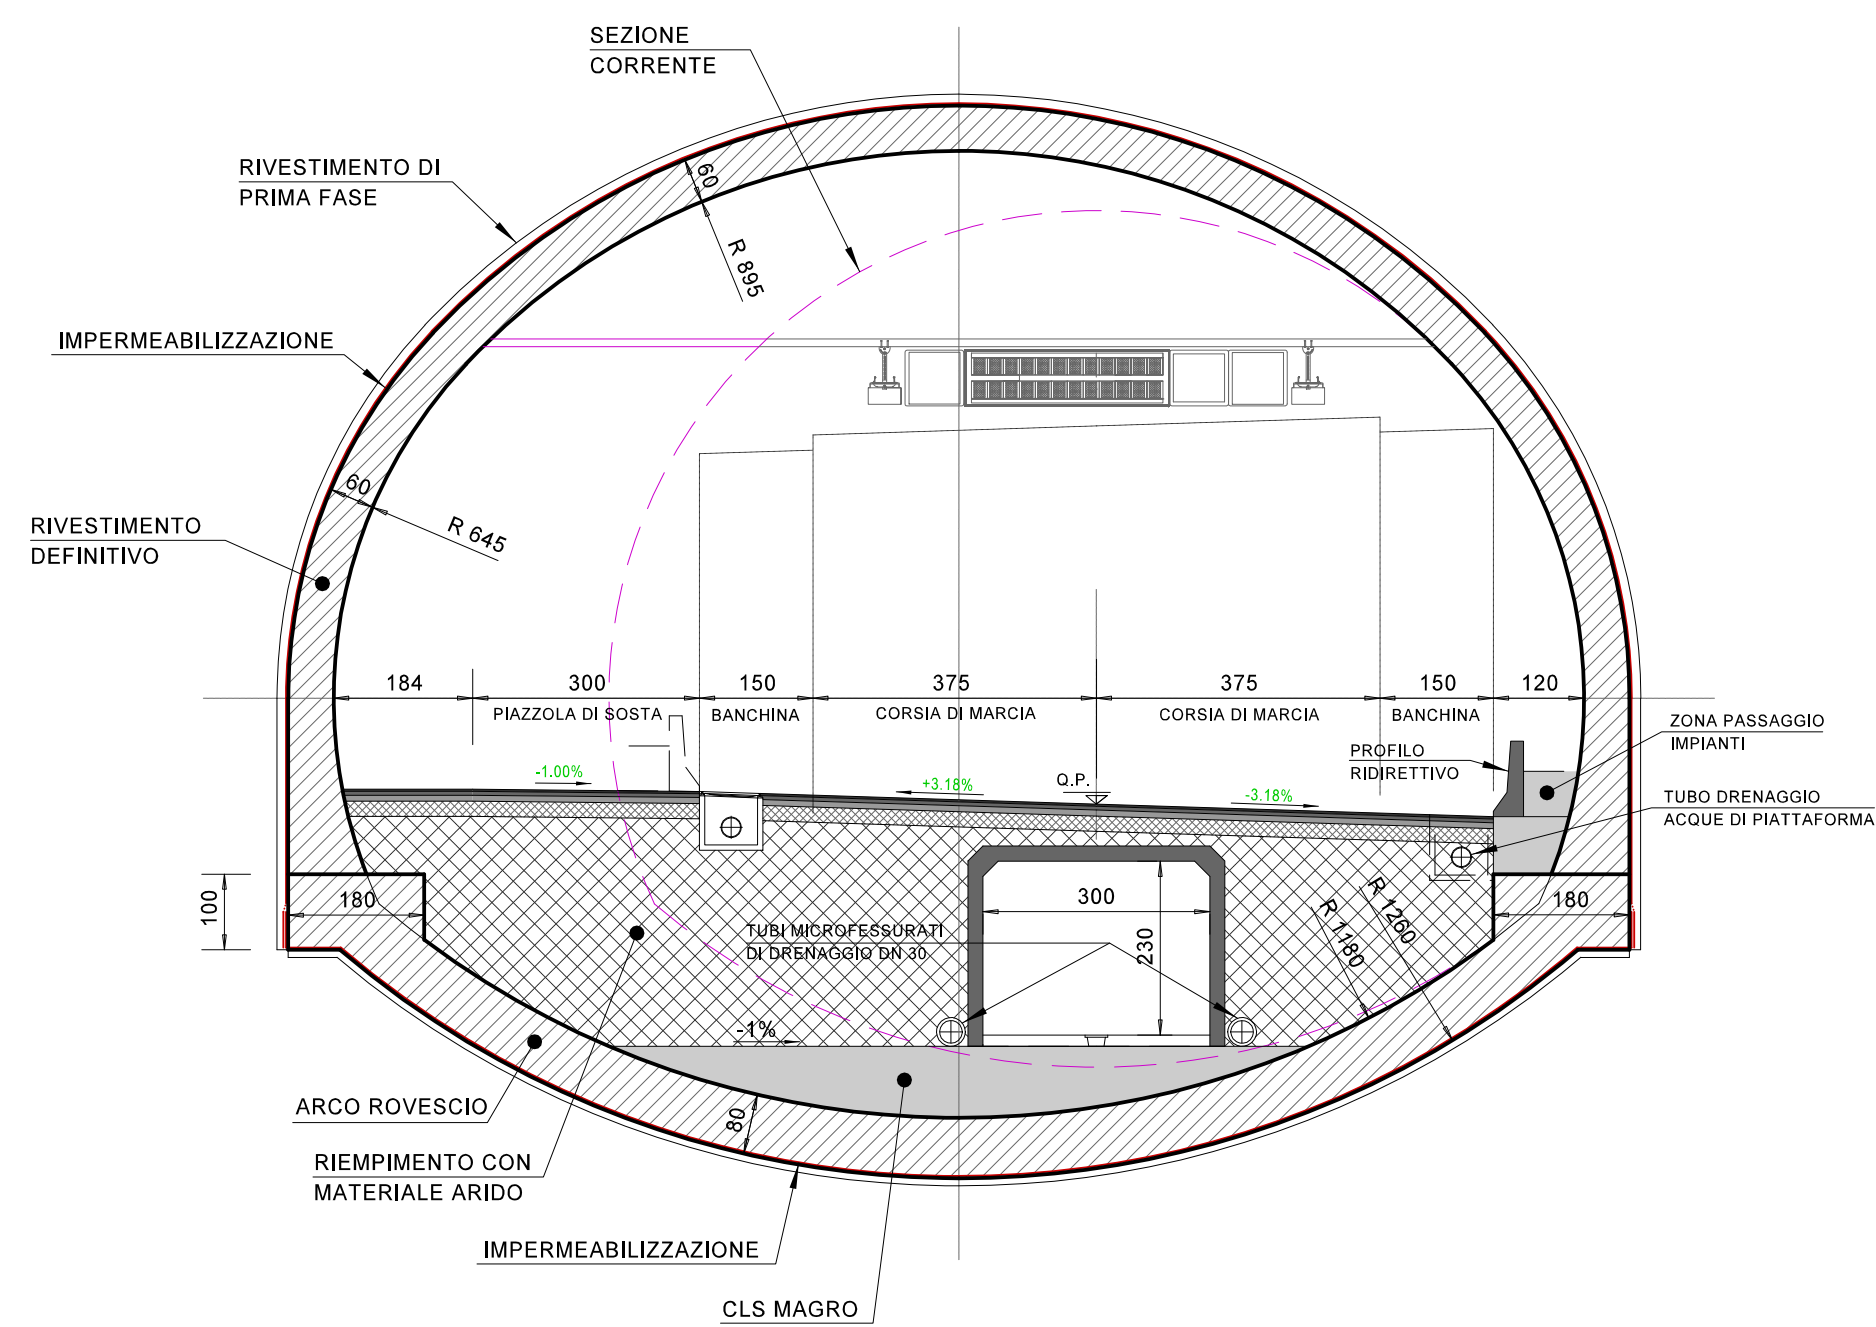 SEZIONE
CORRENTE
RIVESTIMENTO DI
PRIMA FASE
60
R 895
IMPERMEABILIZZAZIONE
60
R 645
RIVESTIMENTO
DEFINITIVO
184
300
150
375
375
150
120
PIAZZOLA DI SOSTA
BANCHINA
CORSIA DI MARCIA
CORSIA DI MARCIA
BANCHINA
ZONA PASSAGGIO
IMPIANTI
PROFILO
RIDIRETTIVO
-1.00%
+3.18%
Q.P.
-3.18%
TUBO DRENAGGIO
ACQUE DI PIATTAFORMA
100
180
300
180
R 1260
R 1180
230
TUBI MICROFESSURATI
DI DRENAGGIO DN 30
-1%
80
ARCO ROVESCIO
RIEMPIMENTO CON
MATERIALE ARIDO
IMPERMEABILIZZAZIONE
CLS MAGRO